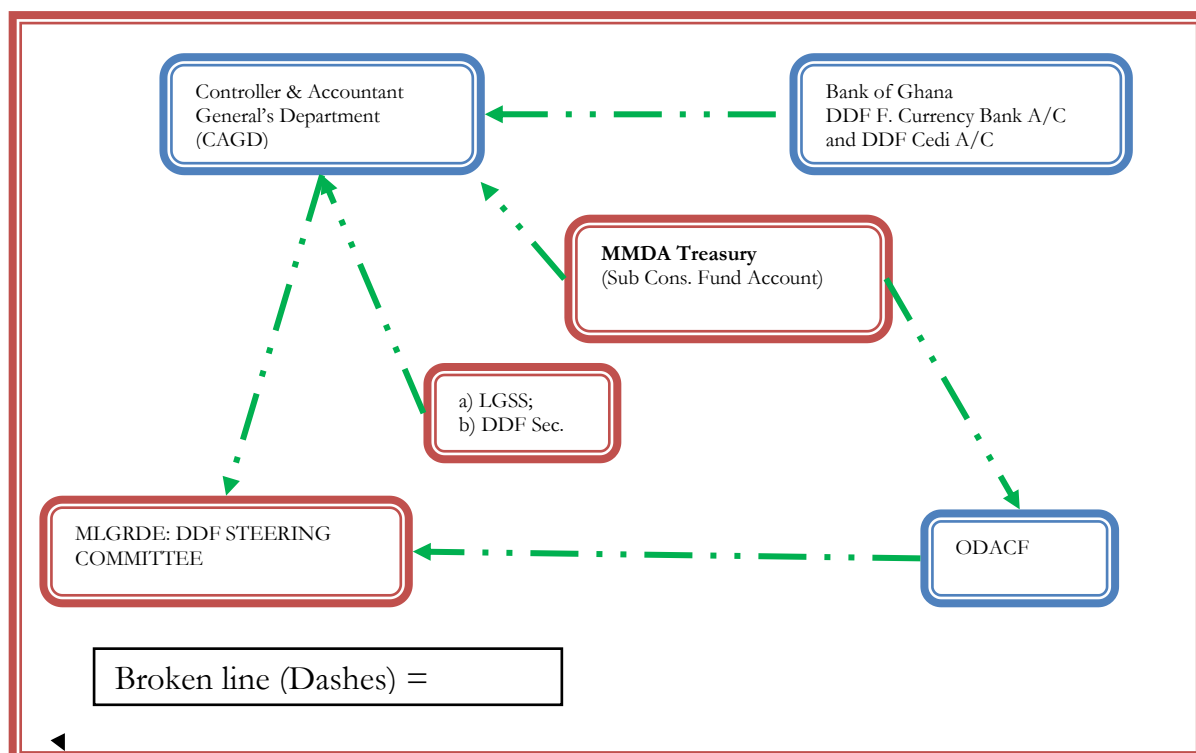 Controller & Accountant
General’s Department
(CAGD)
Bank of Ghana
DDF F. Currency Bank A/C
and DDF Cedi A/C
MMDA Treasury
(Sub Cons. Fund Account)
a) LGSS;
b) DDF Sec.
MLGRDE: DDF STEERING
COMMITTEE
ODACF
Broken line (Dashes) =